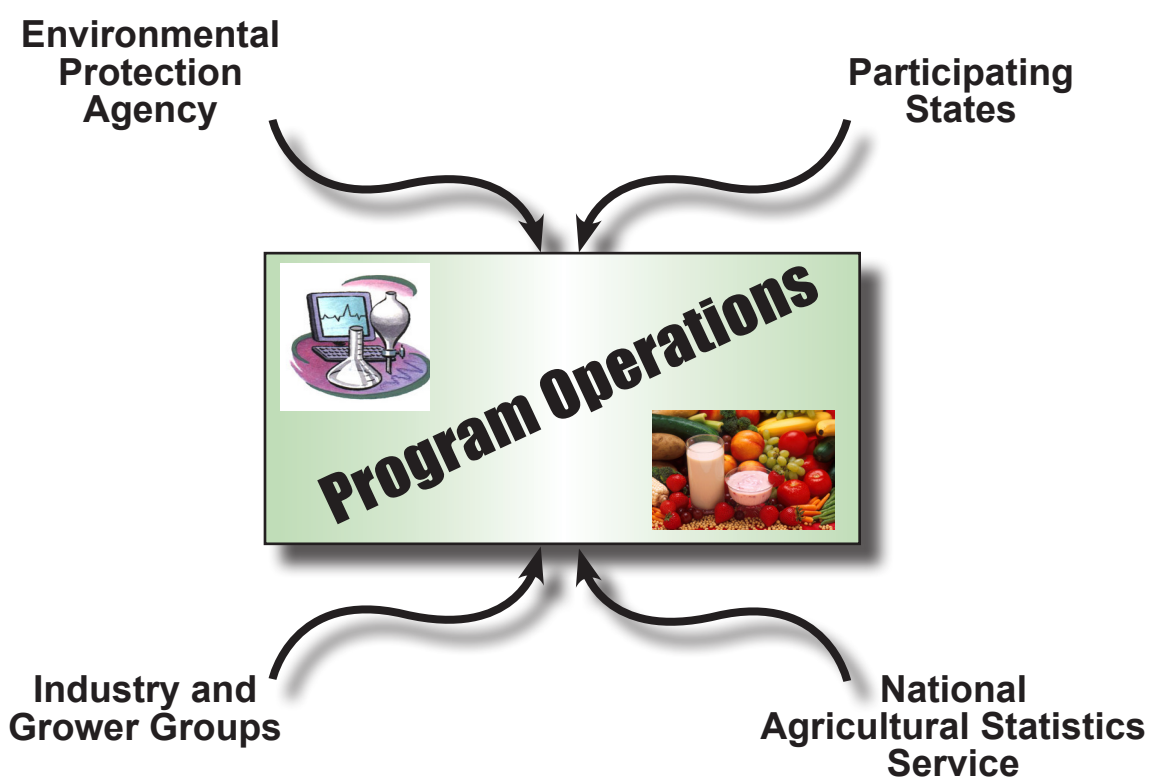 Environmental
Protection
Agency
Participating
States
Program Operations
Industry and
Grower Groups
National
Agricultural Statistics
Service